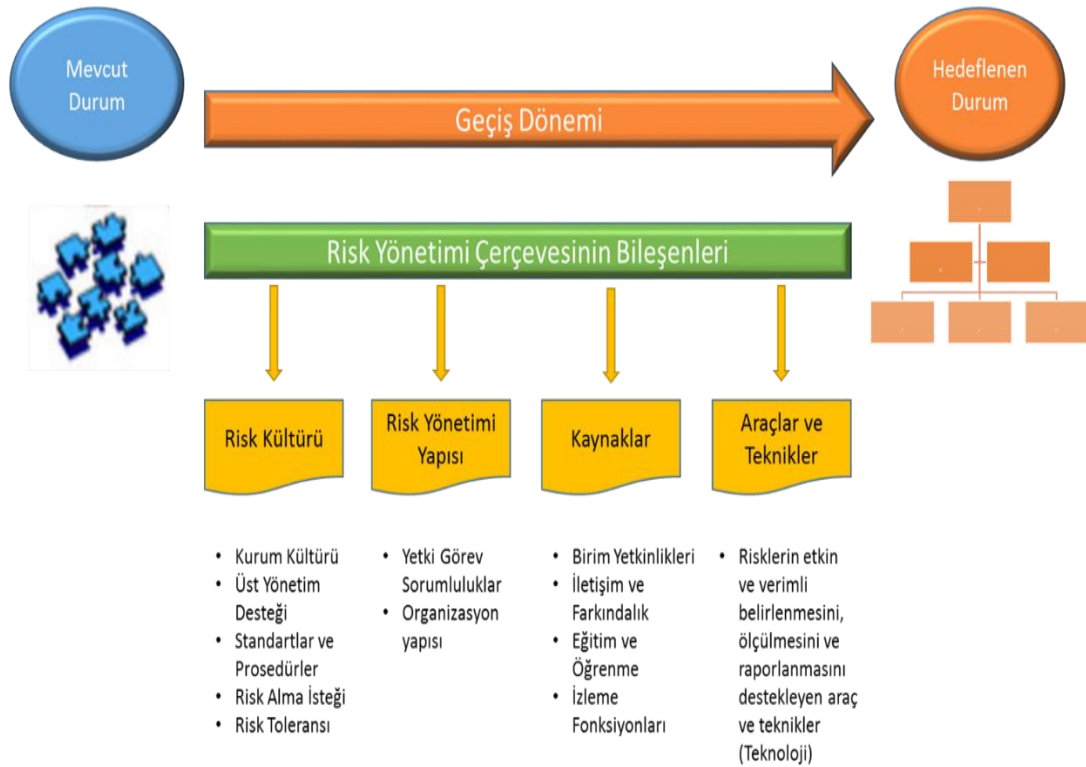 Mevcut
Durum
Geçiş Dönemi
Hedeflenen
Durum
Risk Yönetimi Çerçevesinin Bileşenleri
Risk Kültürü
Risk Yönetimi
Yapısı
Kaynaklar
Araçlar ve
Teknikler
• Kurum Kültürü
• Üst Yönetim
Desteği
• Standartlar ve
Prosedürler
• Risk Alma İsteği
• Risk Toleransı
• Yetki Görev
Sorumluluklar
• Organizasyon
yapısı
• Birim Yetkinlikleri
• İletişim ve
Farkındalık
• Eğitim ve
Öğrenme
• İzleme
Fonksiyonları
• Risklerin etkin
ve verimli
belirlenmesini,
ölçülmesini ve
raporlanmasını
destekleyen araç
ve teknikler
(Teknoloji)